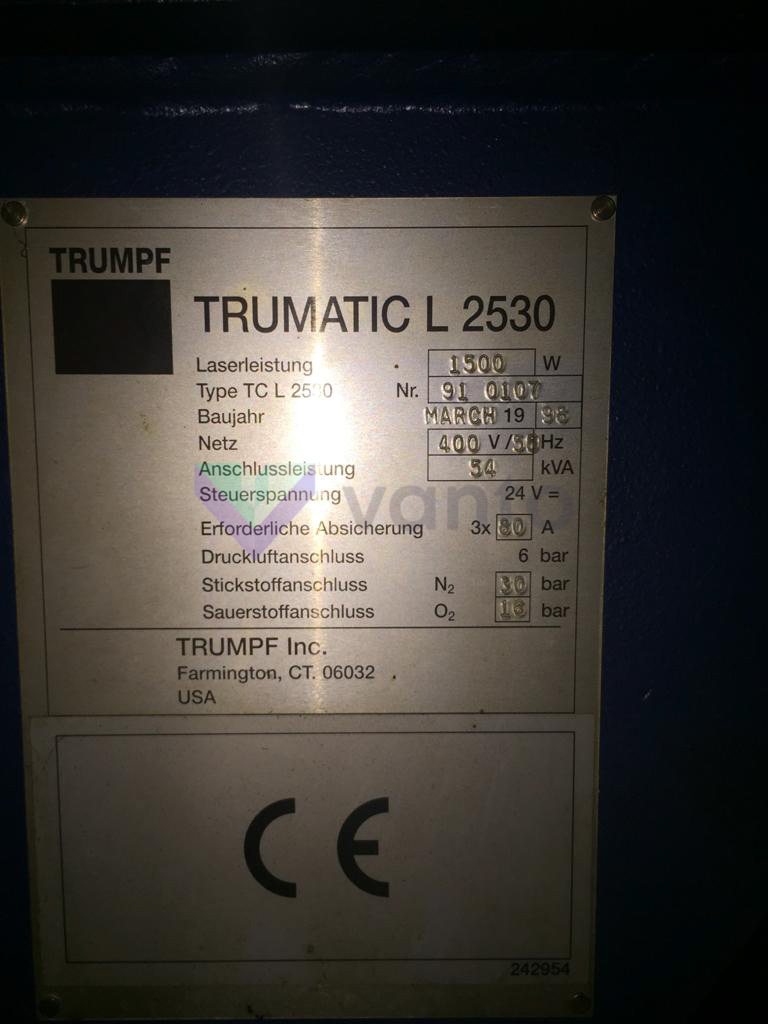 TRUMPF
TRUMATIC L 2530
Laserleistung 1500 W
Type TC L 2530 Nr. 91 0107
Baujahr MARCH 19 98
Netz 400 V / Hz
Anschlussleistung 54 kVA
Steuerspannung 24 V =
Erforderliche Absicherung 3x 80 A
Druckluftanschluss 6 bar
Stickstoffanschluss N₂ 30 bar
Sauerstoffanschluss O₂ bar
TRUMPF Inc.
Farmington, CT. 06032
USA
CE
242954